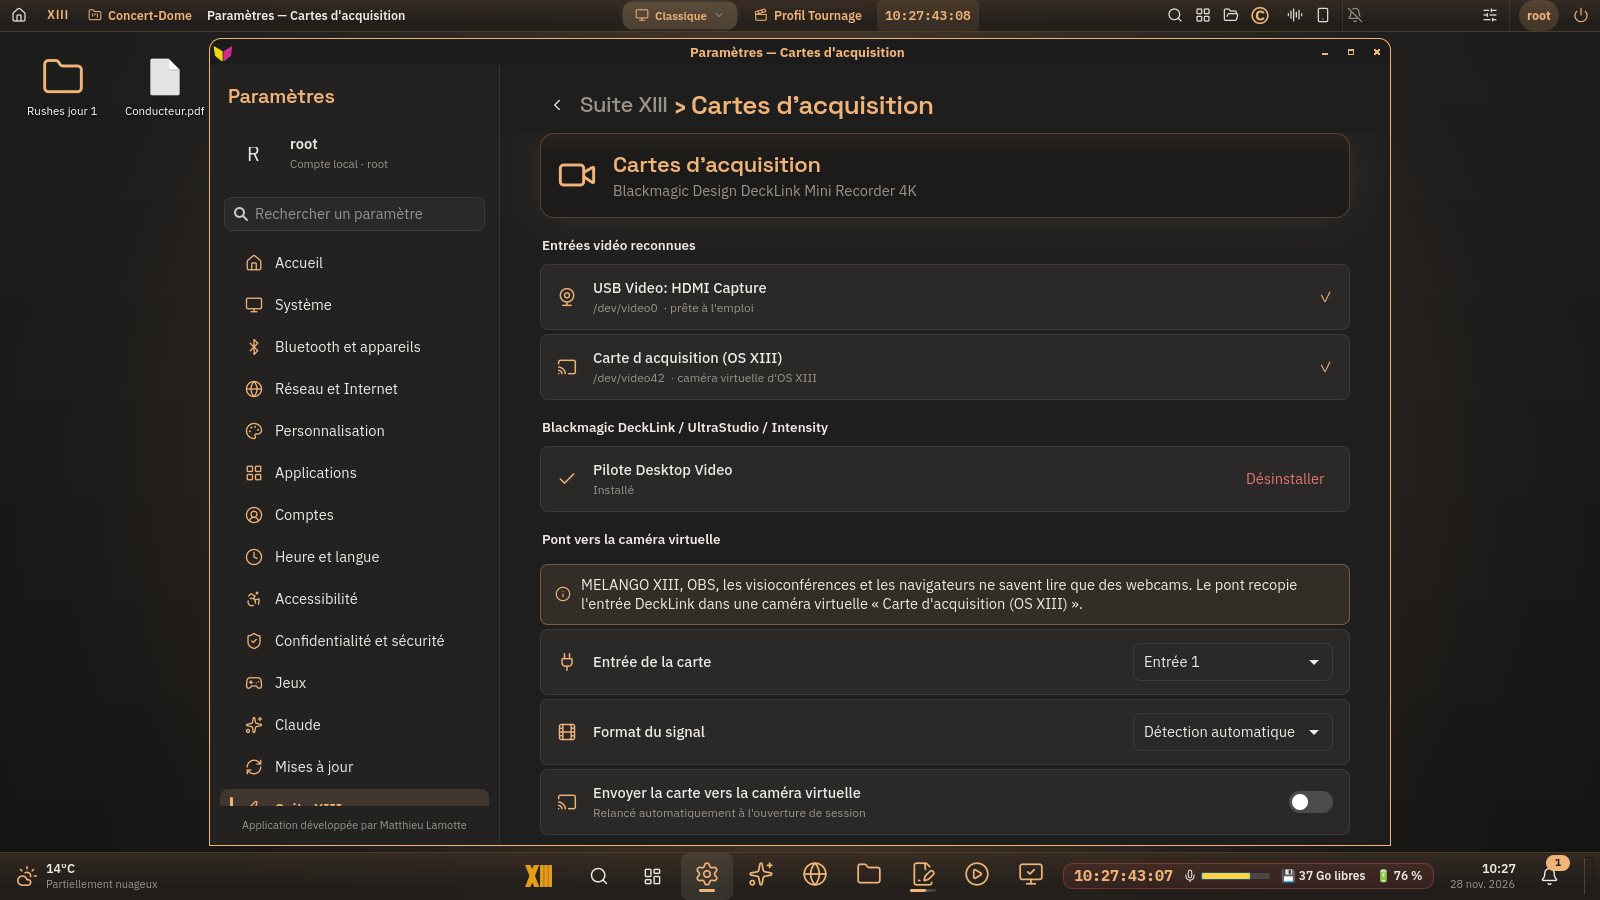 XIII
Concert-Dome
Paramètres — Cartes d'acquisition
Classique
Profil Tournage
10:27:43:08
root
Rushes jour 1
Conducteur.pdf
Paramètres — Cartes d'acquisition
Paramètres
R
root
Compte local · root
Rechercher un paramètre
Accueil
Système
Bluetooth et appareils
Réseau et Internet
Personnalisation
Applications
Comptes
Heure et langue
Accessibilité
Confidentialité et sécurité
Jeux
Claude
Mises à jour
Suite XIII
Application développée par Matthieu Lamotte
Suite XIII > Cartes d'acquisition
Cartes d'acquisition
Blackmagic Design DeckLink Mini Recorder 4K
Entrées vidéo reconnues
USB Video: HDMI Capture
/dev/video0 · prête à l'emploi
Carte d acquisition (OS XIII)
/dev/video42 · caméra virtuelle d'OS XIII
Blackmagic DeckLink / UltraStudio / Intensity
Pilote Desktop Video
Installé
Désinstaller
Pont vers la caméra virtuelle
MELANGO XIII, OBS, les visioconférences et les navigateurs ne savent lire que des webcams. Le pont recopie
l'entrée DeckLink dans une caméra virtuelle « Carte d'acquisition (OS XIII) ».
Entrée de la carte
Entrée 1
Format du signal
Détection automatique
Envoyer la carte vers la caméra virtuelle
Relancé automatiquement à l'ouverture de session
14°C
Partiellement nuageux
XIII
10:27:43:07
37 Go libres
76 %
10:27
28 nov. 2026
1